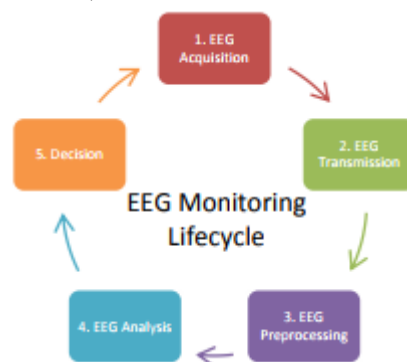 1. EEG
Acquisition
2. EEG
Transmission
3. EEG
Preprocessing
4. EEG Analysis
5. Decision
EEG Monitoring
Lifecycle